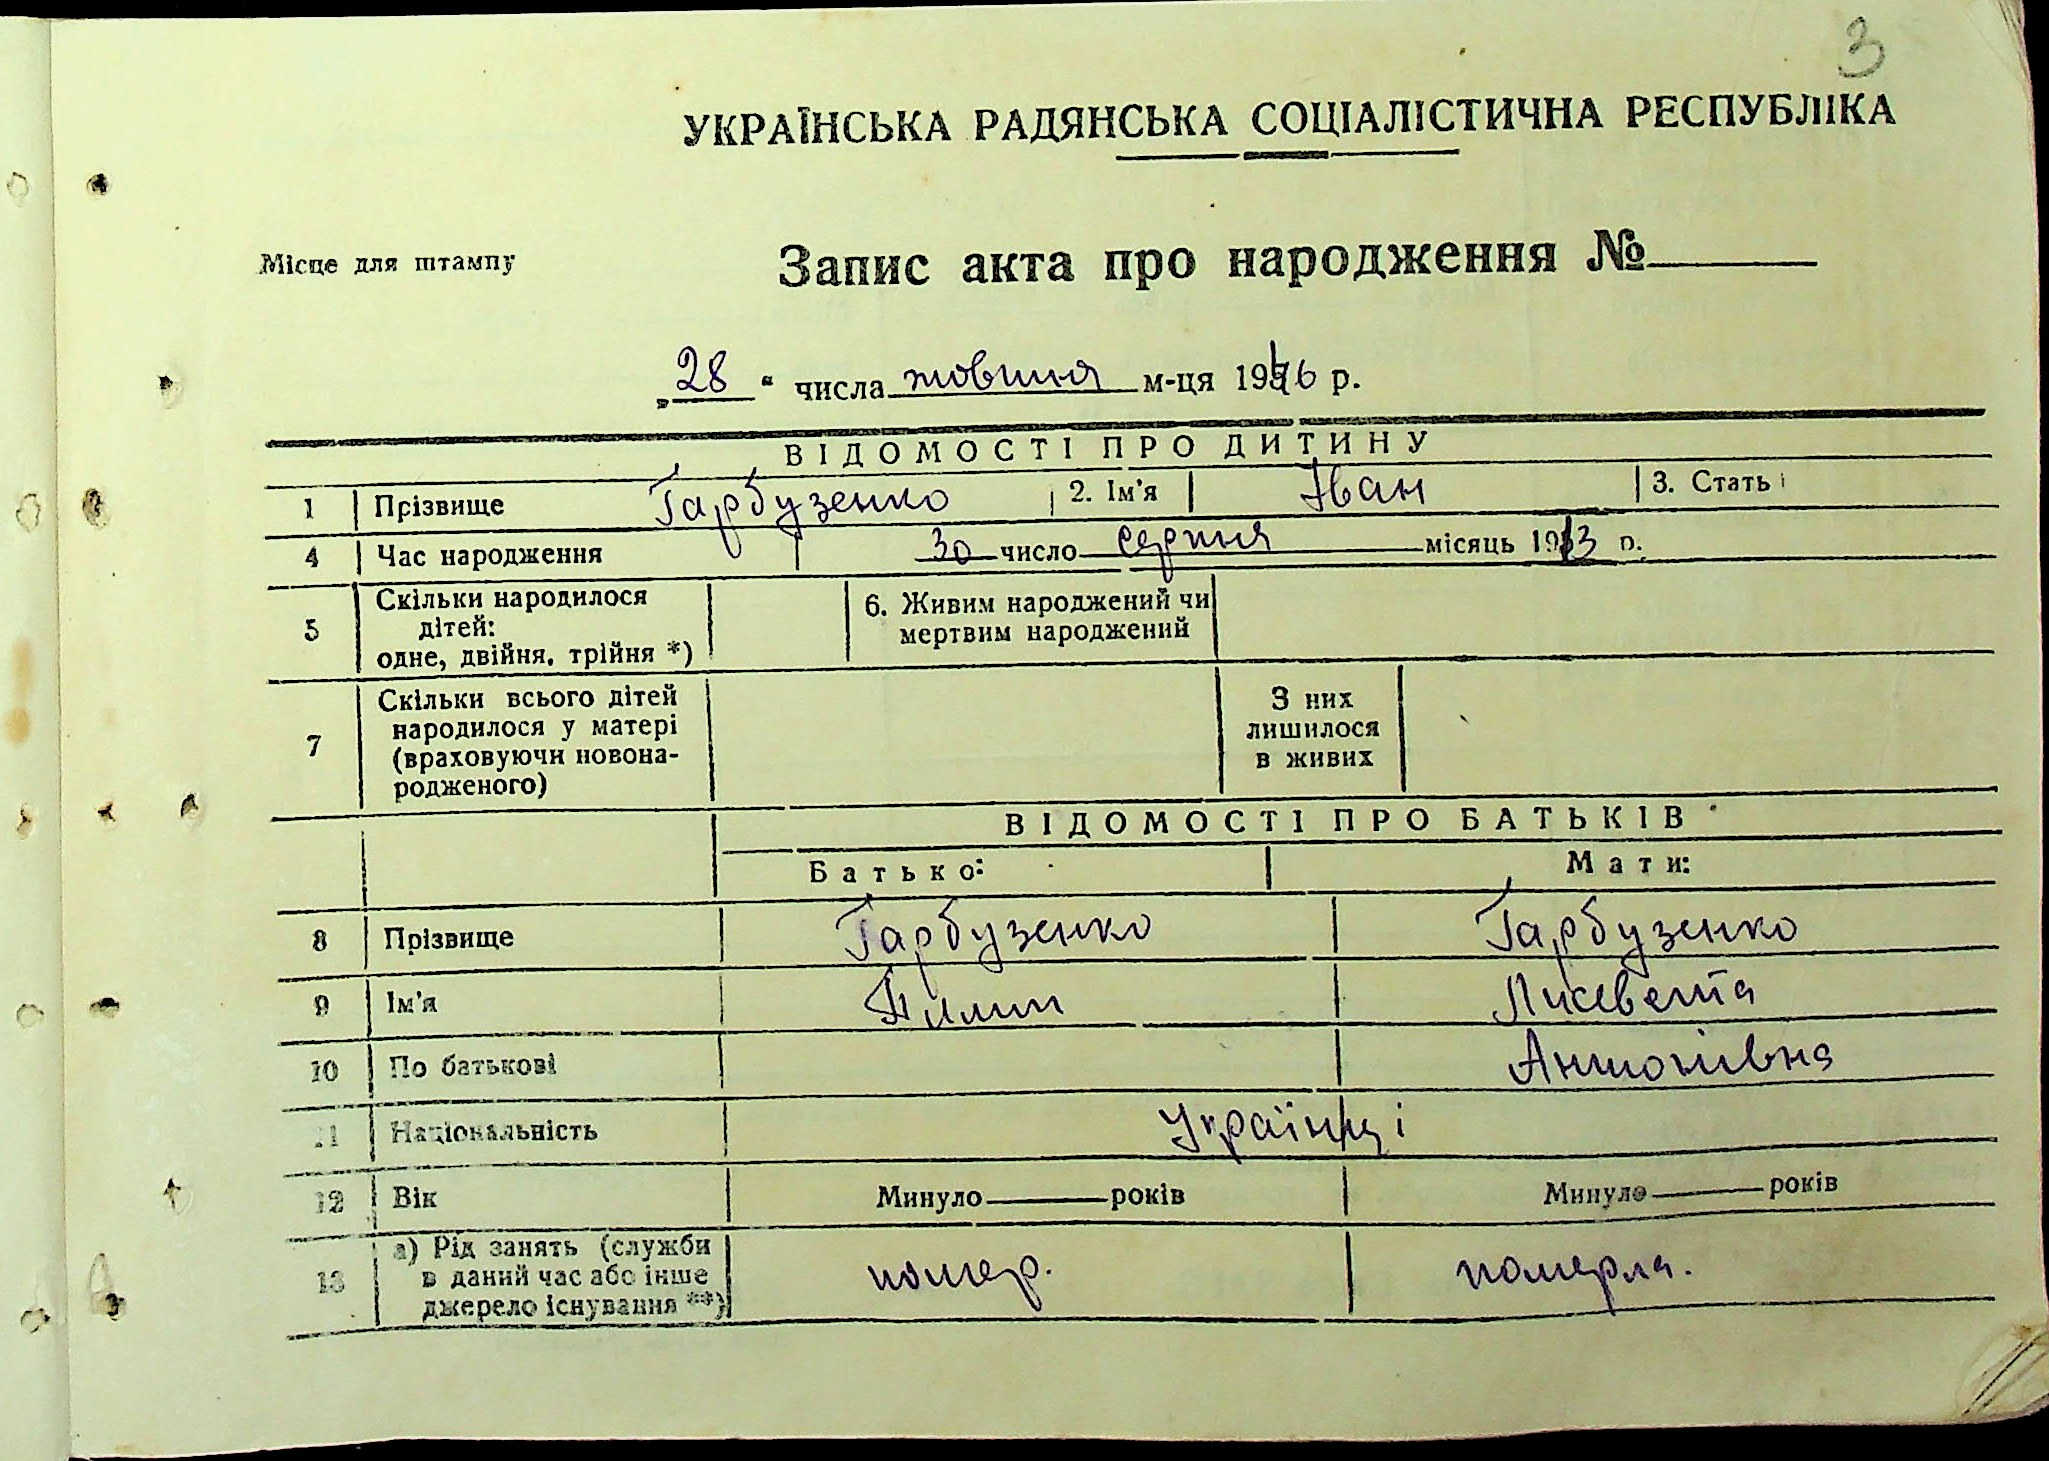 3
УКРАЇНСЬКА РАДЯНСЬКА СОЦІАЛІСТИЧНА РЕСПУБЛІКА
Місце для штампу
Запис акта про народження №
„28“ числа жовтня м-ця 1946 р.
ВІДОМОСТІ ПРО ДИТИНУ
1 Прізвище Гарбузенко 2. Ім'я Іван 3. Стать
4 Час народження 30 число серпня місяць 1913 р.
5 Скільки народилося дітей: одне, двійня, трійня *) 6. Живим народжений чи мертвим народжений
7 Скільки всього дітей народилося у матері (враховуючи новонародженого) З них лишилося в живих
ВІДОМОСТІ ПРО БАТЬКІВ
Батько: Мати:
8 Прізвище Гарбузенко Гарбузенко
9 Ім'я Пилип Лисевета
10 По батькові Антонівна
11 Національність Українці
12 Вік Минуло років Минуло років
13 а) Рід занять (служби в даний час або інше джерело існування **) помер. померла.